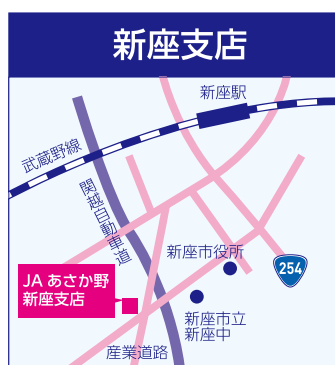 新座支店
新座駅
武蔵野線
関越自動車道
新座市役所
254
JA あさか野
新座支店
新座市立
新座中
産業道路